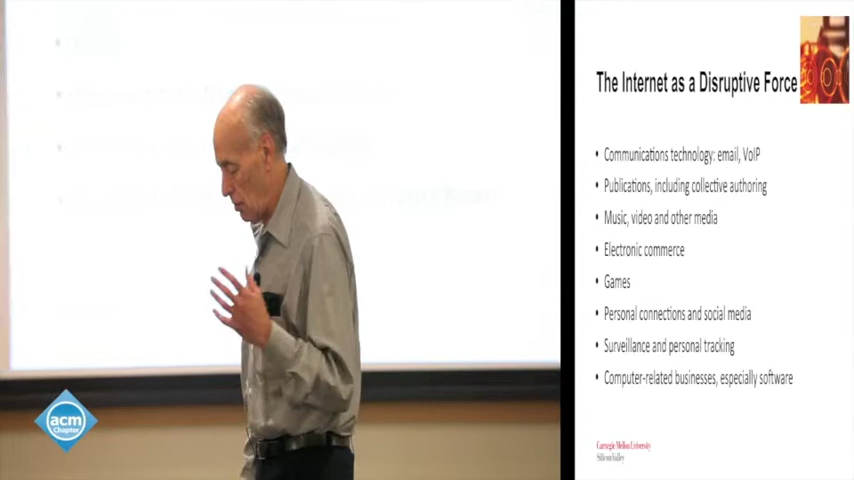 The Internet as a Disruptive Force
• Communications technology: email, VoIP
• Publications, including collective authoring
• Music, video and other media
• Electronic commerce
• Games
• Personal connections and social media
• Surveillance and personal tracking
• Computer-related businesses, especially software
Carnegie Mellon University
Silicon Valley
acm
Chapter